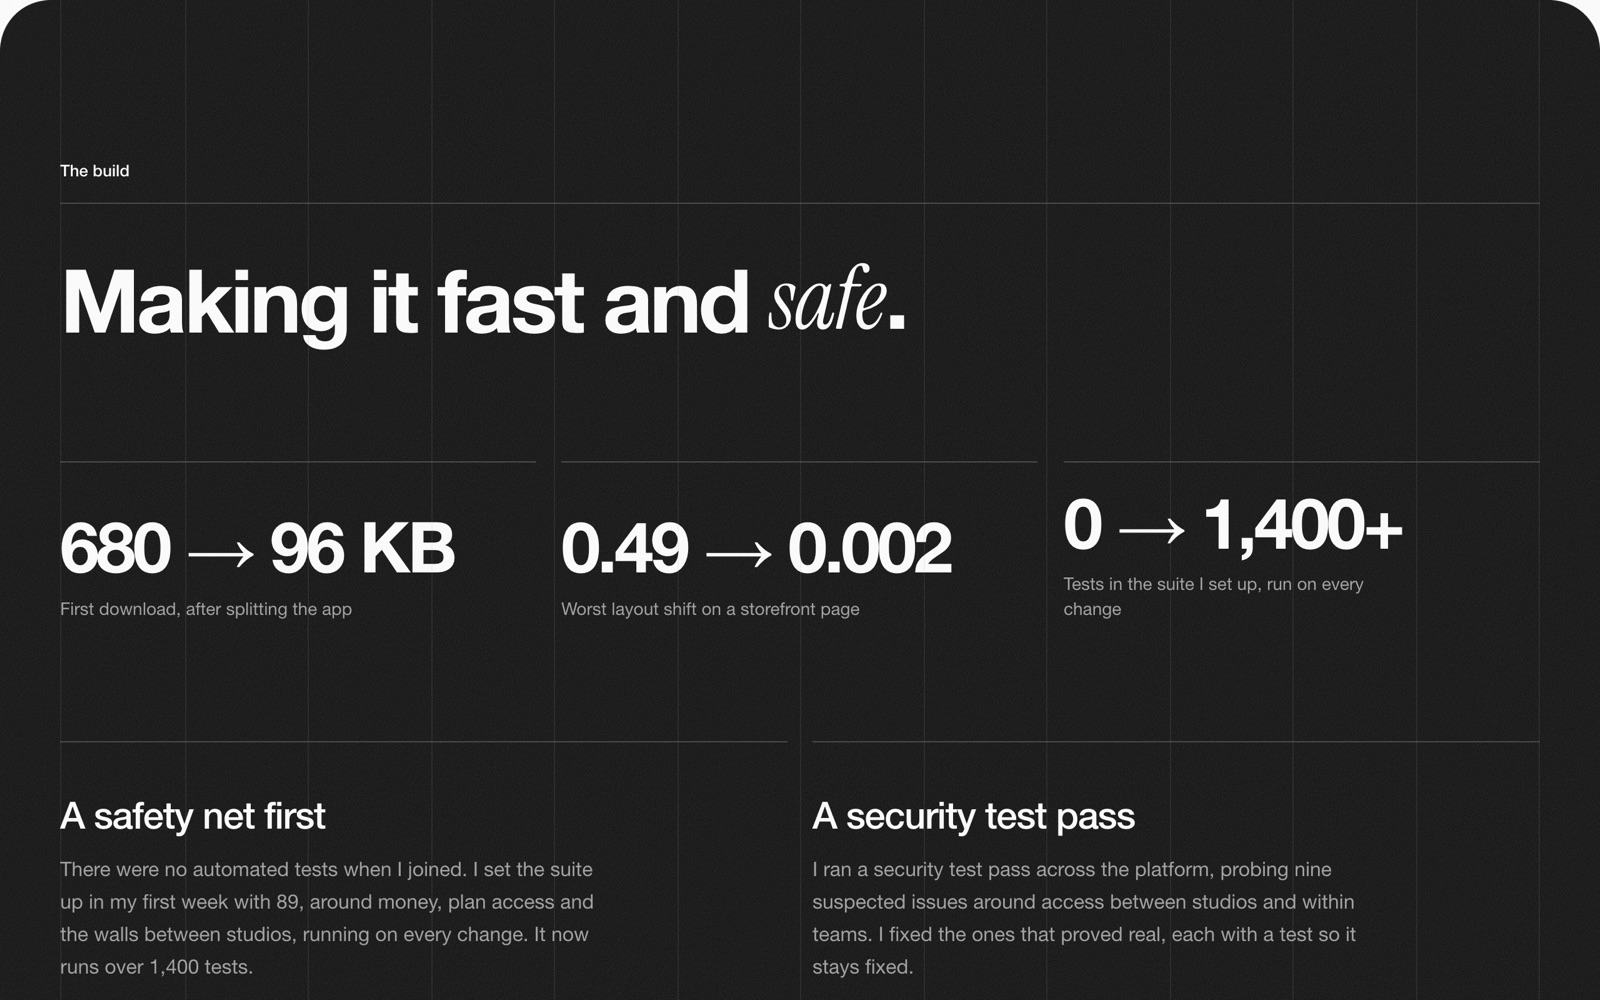 The build
Making it fast and safe.
680 → 96 KB
First download, after splitting the app
0.49 → 0.002
Worst layout shift on a storefront page
0 → 1,400+
Tests in the suite I set up, run on every
change
A safety net first
There were no automated tests when I joined. I set the suite
up in my first week with 89, around money, plan access and
the walls between studios, running on every change. It now
runs over 1,400 tests.
A security test pass
I ran a security test pass across the platform, probing nine
suspected issues around access between studios and within
teams. I fixed the ones that proved real, each with a test so it
stays fixed.